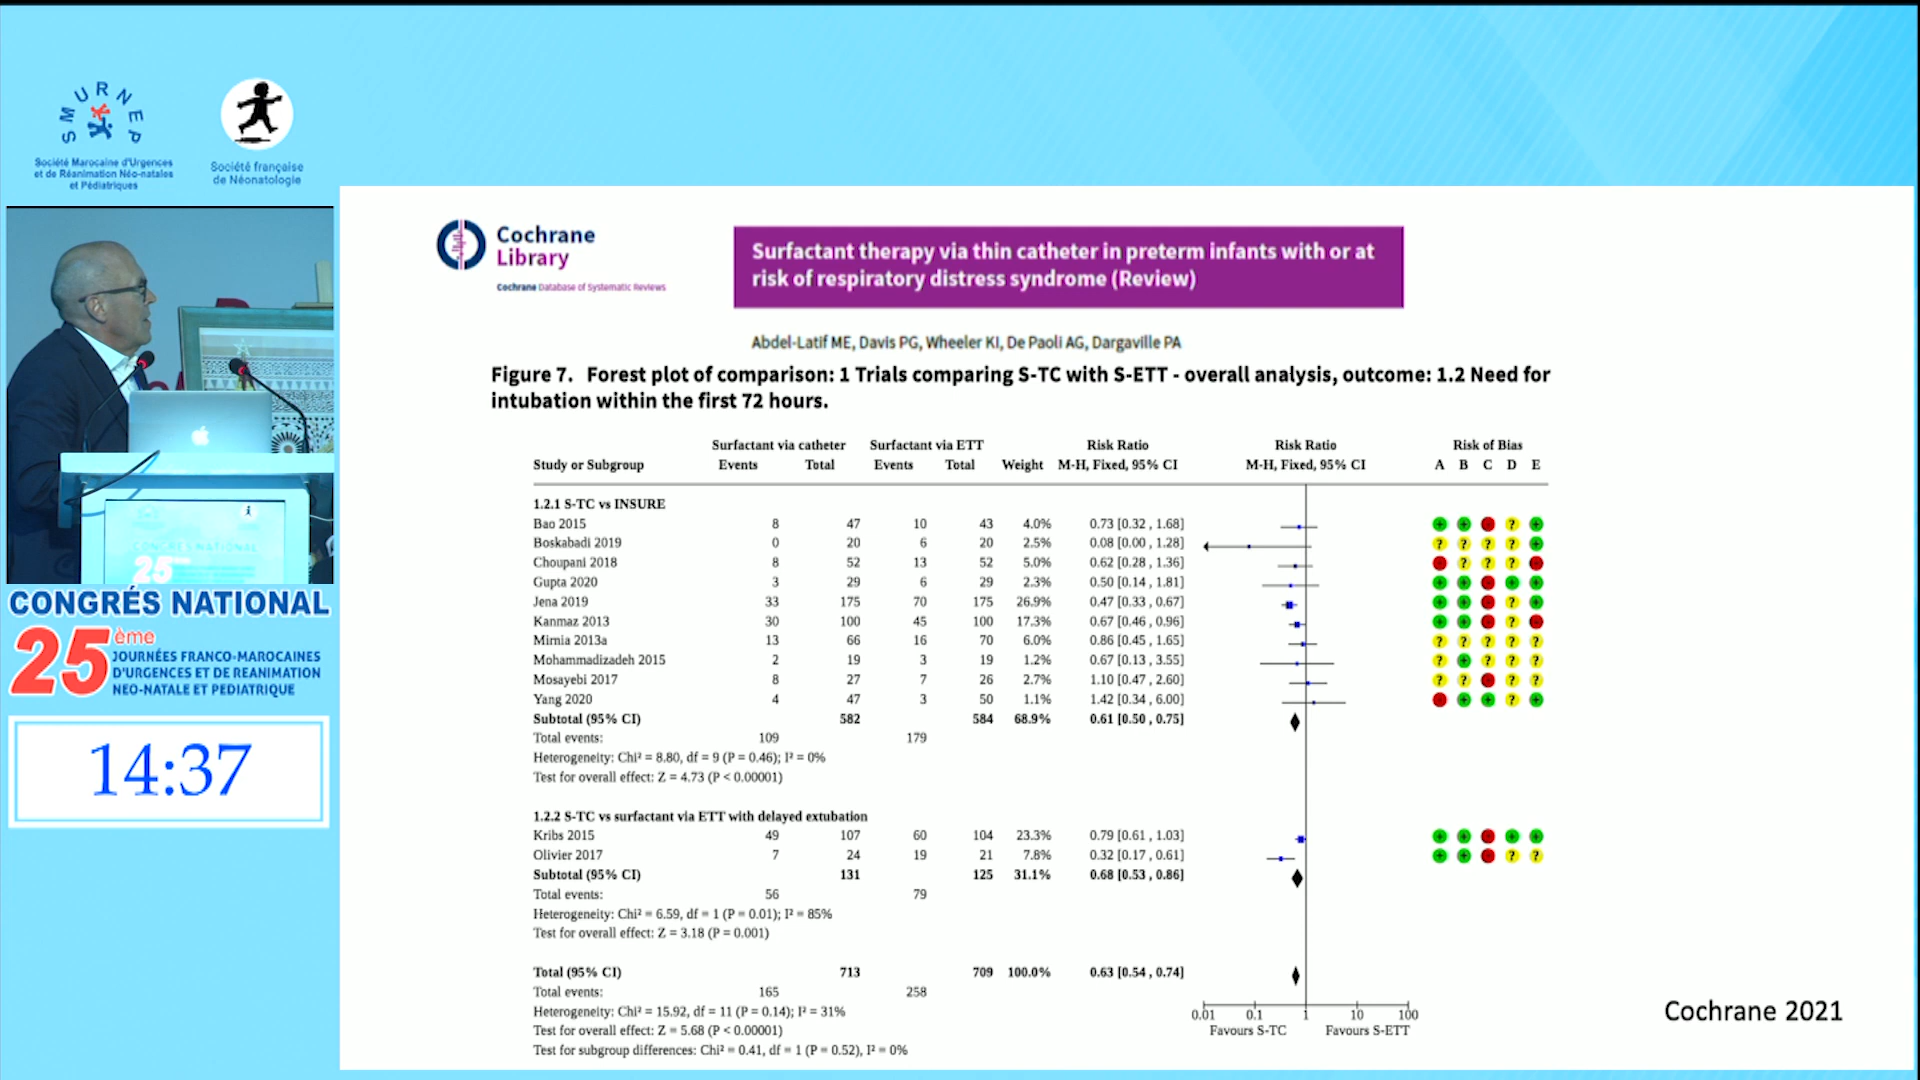 SMURNEP
Société Marocaine d'Urgences
et de Réanimation Néo-natales
et Pédiatriques
Société française
de Néonatologie
CONGRÉS NATIONAL
25ème
JOURNÉES FRANCO-MAROCAINES
D'URGENCES ET DE REANIMATION
NEO-NATALE ET PEDIATRIQUE
14:37
CONGRES NATIONAL
25
Cochrane
Library
Cochrane Database of Systematic Reviews
Surfactant therapy via thin catheter in preterm infants with or at
risk of respiratory distress syndrome (Review)
Abdel-Latif ME, Davis PG, Wheeler KI, De Paoli AG, Dargaville PA
Figure 7. Forest plot of comparison: 1 Trials comparing S-TC with S-ETT - overall analysis, outcome: 1.2 Need for
intubation within the first 72 hours.
Surfactant via catheter Surfactant via ETT Risk Ratio Risk Ratio Risk of Bias
Study or Subgroup Events Total Events Total Weight M-H, Fixed, 95% CI M-H, Fixed, 95% CI A B C D E
1.2.1 S-TC vs INSURE
Bao 2015 8 47 10 43 4.0% 0.73 [0.32 , 1.68] + + - ? +
Boskabadi 2019 0 20 6 20 2.5% 0.08 [0.00 , 1.28] ? ? ? ? +
Choupani 2018 8 52 13 52 5.0% 0.62 [0.28 , 1.36] - ? ? ? -
Gupta 2020 3 29 6 29 2.3% 0.50 [0.14 , 1.81] + + - + +
Jena 2019 33 175 70 175 26.9% 0.47 [0.33 , 0.67] + + - ? +
Kanmaz 2013 30 100 45 100 17.3% 0.67 [0.46 , 0.96] + + - ? -
Mirnia 2013a 13 66 16 70 6.0% 0.86 [0.45 , 1.65] ? ? ? ? ?
Mohammadizadeh 2015 2 19 3 19 1.2% 0.67 [0.13 , 3.55] ? + ? ? ?
Mosayebi 2017 8 27 7 26 2.7% 1.10 [0.47 , 2.60] ? ? - ? ?
Yang 2020 4 47 3 50 1.1% 1.42 [0.34 , 6.00] - + + ? +
Subtotal (95% CI) 582 584 68.9% 0.61 [0.50 , 0.75]
Total events: 109 179
Heterogeneity: Chi² = 8.80, df = 9 (P = 0.46); I² = 0%
Test for overall effect: Z = 4.73 (P < 0.00001)
1.2.2 S-TC vs surfactant via ETT with delayed extubation
Kribs 2015 49 107 60 104 23.3% 0.79 [0.61 , 1.03] + + - + +
Olivier 2017 7 24 19 21 7.8% 0.32 [0.17 , 0.61] + + - ? ?
Subtotal (95% CI) 131 125 31.1% 0.68 [0.53 , 0.86]
Total events: 56 79
Heterogeneity: Chi² = 6.59, df = 1 (P = 0.01); I² = 85%
Test for overall effect: Z = 3.18 (P = 0.001)
Total (95% CI) 713 709 100.0% 0.63 [0.54 , 0.74]
Total events: 165 258
Heterogeneity: Chi² = 15.92, df = 11 (P = 0.14); I² = 31%
Test for overall effect: Z = 5.68 (P < 0.00001)
Test for subgroup differences: Chi² = 0.41, df = 1 (P = 0.52), I² = 0%
0.01 0.1 1 10 100
Favours S-TC Favours S-ETT
Cochrane 2021